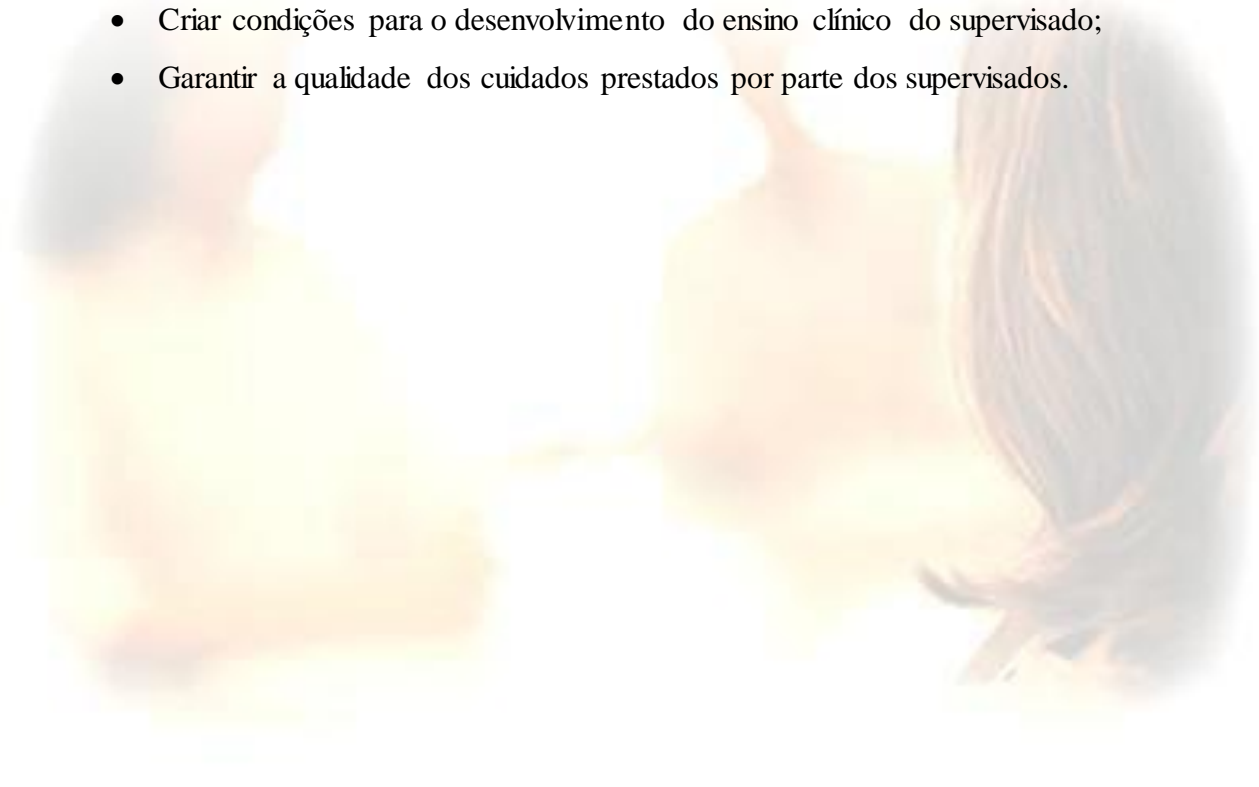 • Criar condições para o desenvolvimento do ensino clínico do supervisado;
• Garantir a qualidade dos cuidados prestados por parte dos supervisados.